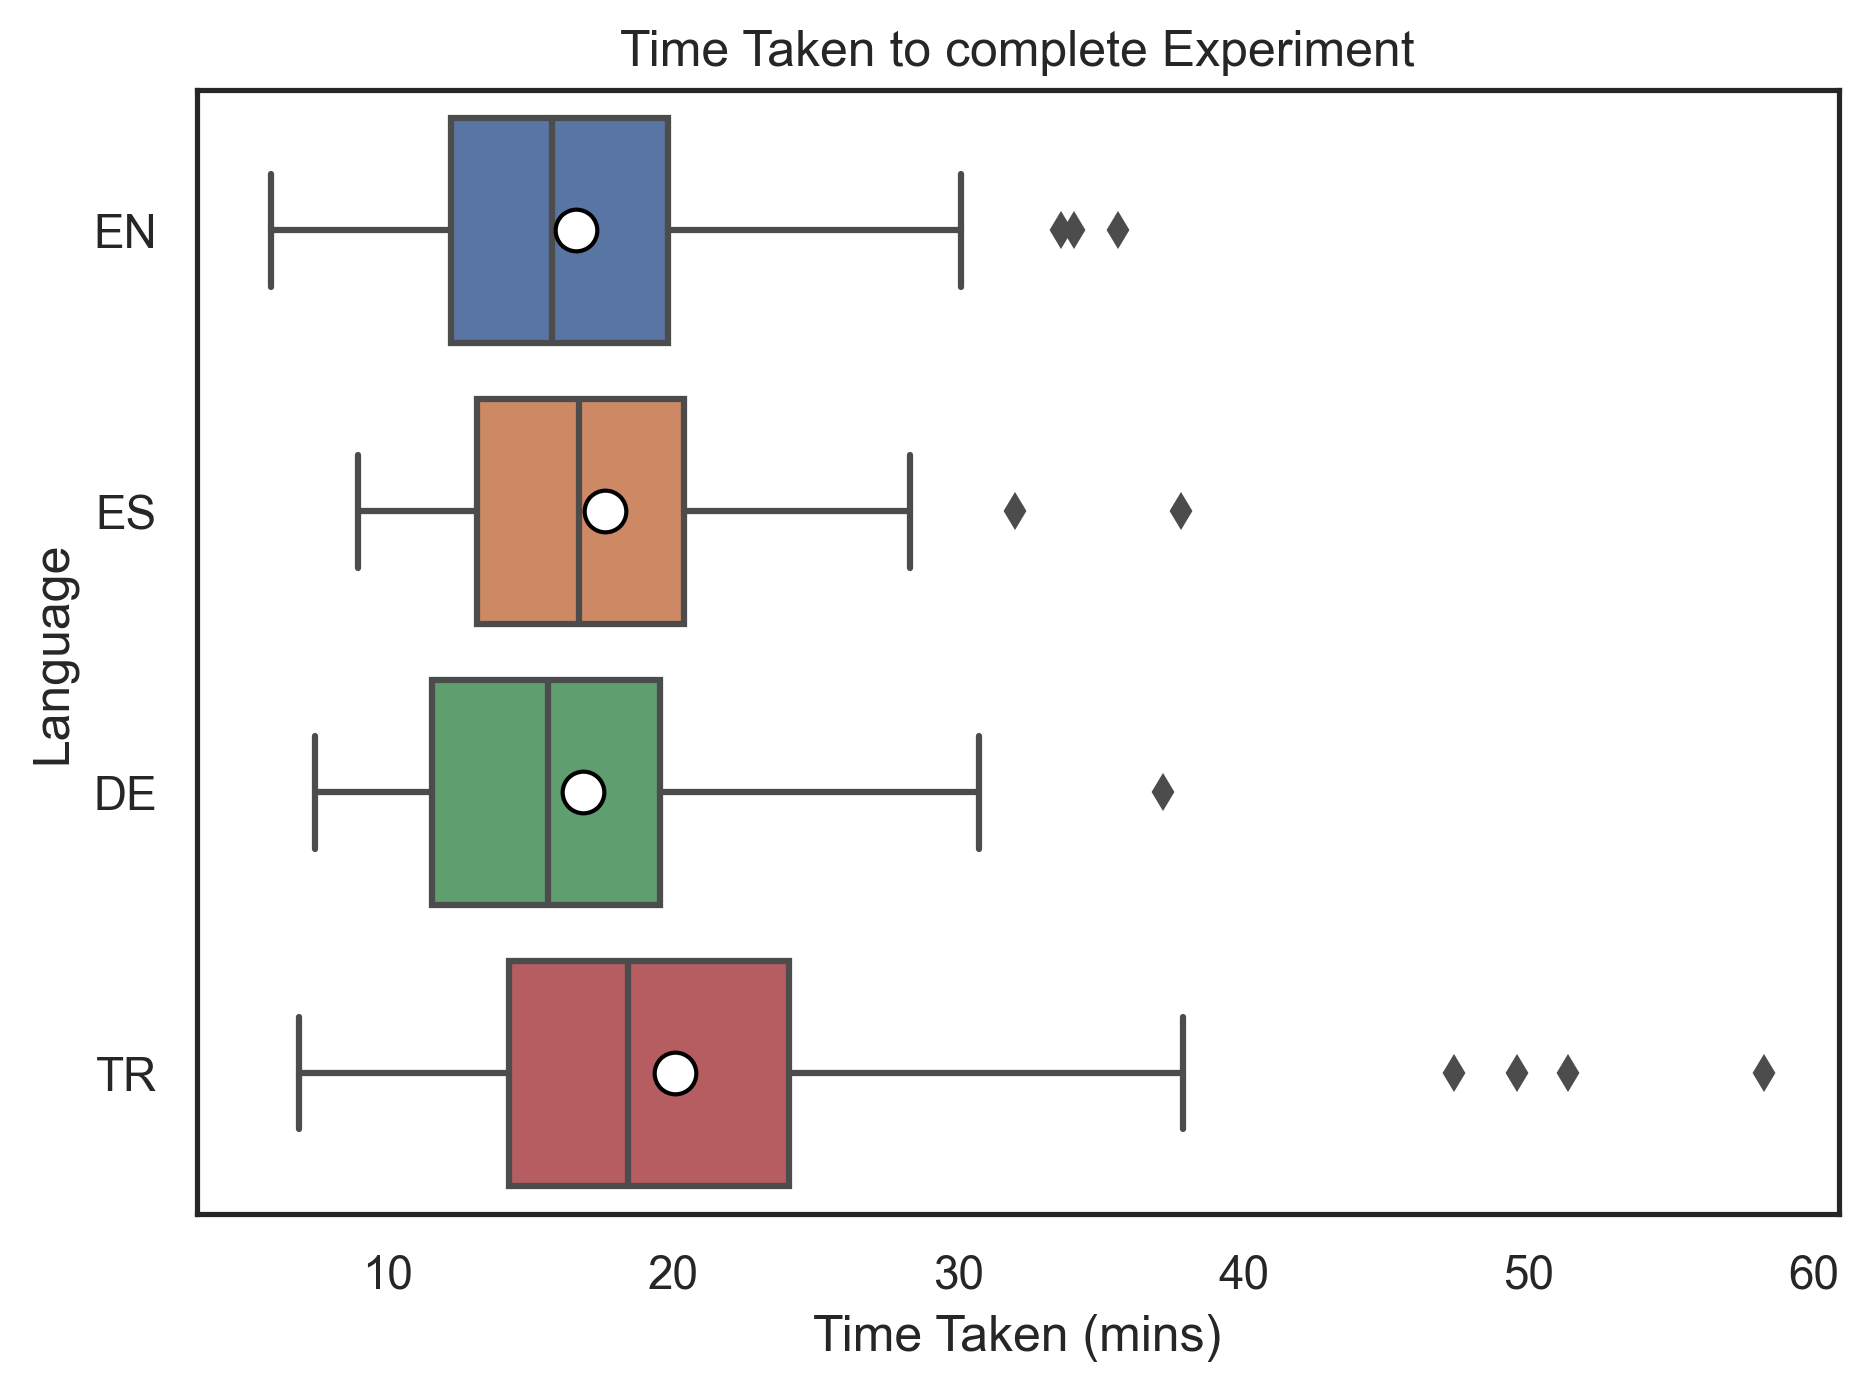 Time Taken to complete Experiment
EN
ES
DE
TR
Language
10 20 30 40 50 60
Time Taken (mins)